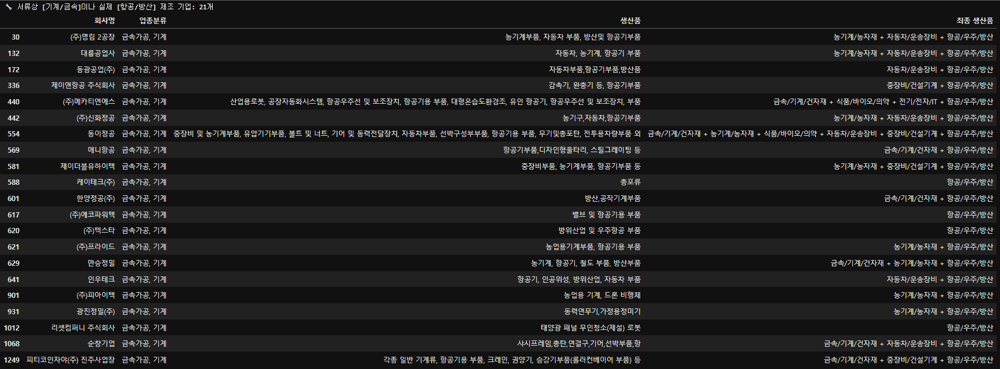 🔧 서류상 [기계/금속]이나 실제 [항공/방산] 제조 기업: 21개
회사명 업종분류 생산품 최종 생산품
30 (주)명림 2공장 금속가공, 기계 농기계부품, 자동차 부품, 방산및 항공기부품 농기계/농자재 + 자동차/운송장비 + 항공/우주/방산
132 대륭공업사 금속가공, 기계 자동차, 농기계, 항공기 부품 농기계/농자재 + 자동차/운송장비 + 항공/우주/방산
172 동광공업(주) 금속가공, 기계 자동차부품,항공기부품,방산품 자동차/운송장비 + 항공/우주/방산
336 제이앤항공 주식회사 금속가공, 기계 감속기, 완충기 등, 항공기부품 중장비/건설기계 + 항공/우주/방산
440 (주)메카티엔에스 금속가공, 기계 산업용로봇, 공장자동화시스템, 항공우주선 및 보조장치, 항공기용 부품, 대형온습도환경조, 유인 항공기, 항공우주선 및 보조장치, 부품 금속/기계/건자재 + 식품/바이오/의약 + 전기/전자/IT + 항공/우주/방산
442 (주)신화정공 금속가공, 기계 농기구,자동차,항공기부품 농기계/농자재 + 자동차/운송장비 + 항공/우주/방산
554 동이정공 금속가공, 기계 중장비 및 농기계부품, 유압기기부품, 볼트 및 너트, 기어 및 동력전달장치, 자동차부품, 선박구성부부품, 항공기용 부품, 무기및총포탄, 전투용차량부품 외 금속/기계/건자재 + 농기계/농자재 + 식품/바이오/의약 + 자동차/운송장비 + 중장비/건설기계 + 항공/우주/방산
569 애니항공 금속가공, 기계 항공기부품,디자인형울타리, 스틸그레이팅 등 금속/기계/건자재 + 항공/우주/방산
581 제이더블유하이텍 금속가공, 기계 중장비부품, 농기계부품, 항공기부품 등 농기계/농자재 + 중장비/건설기계 + 항공/우주/방산
588 케이테크(주) 금속가공, 기계 총포류 항공/우주/방산
601 한양정공(주) 금속가공, 기계 방산,공작기계부품 금속/기계/건자재 + 항공/우주/방산
617 (주)에코파워텍 금속가공, 기계 밸브 및 항공기용 부품 항공/우주/방산
620 (주)텍스타 금속가공, 기계 방위산업 및 우주항공 부품 항공/우주/방산
621 (주)프라이드 금속가공, 기계 농업용기계부품, 항공기용 부품 농기계/농자재 + 항공/우주/방산
629 만승정밀 금속가공, 기계 농기계, 항공기, 철도 부품, 방산부품 금속/기계/건자재 + 농기계/농자재 + 항공/우주/방산
641 인우테크 금속가공, 기계 항공기, 인공위성, 방위산업, 자동차 부품 자동차/운송장비 + 항공/우주/방산
901 (주)피아이텍 금속가공, 기계 농업용 기계, 드론 비행체 농기계/농자재 + 항공/우주/방산
931 광진정밀(주) 금속가공, 기계 동력연무기,가정용정미기 농기계/농자재 + 항공/우주/방산
1012 리셋컴퍼니 주식회사 금속가공, 기계 태양광 패널 무인청소(제설) 로봇 항공/우주/방산
1068 순창기업 금속가공, 기계 샤시프레임,총탄,연결구,기어,선박부품,항 금속/기계/건자재 + 자동차/운송장비 + 항공/우주/방산
1249 피티코인자야(주) 진주사업장 금속가공, 기계 각종 일반 기계류, 항공기용 부품, 크레인, 권양기, 승강기부품(롤러컨베이어 부품) 등 금속/기계/건자재 + 중장비/건설기계 + 항공/우주/방산